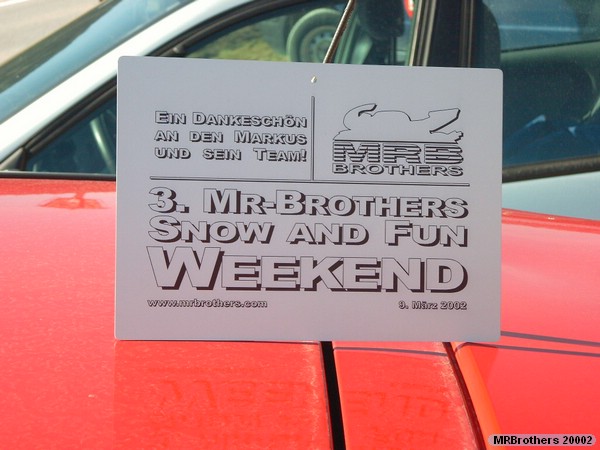 Ein Dankeschön
an den Markus
und sein Team!
MRB
BROTHERS
3. Mr-Brothers
Snow and Fun
Weekend
www.mrbrothers.com
9. März 2002
MRBrothers 20002